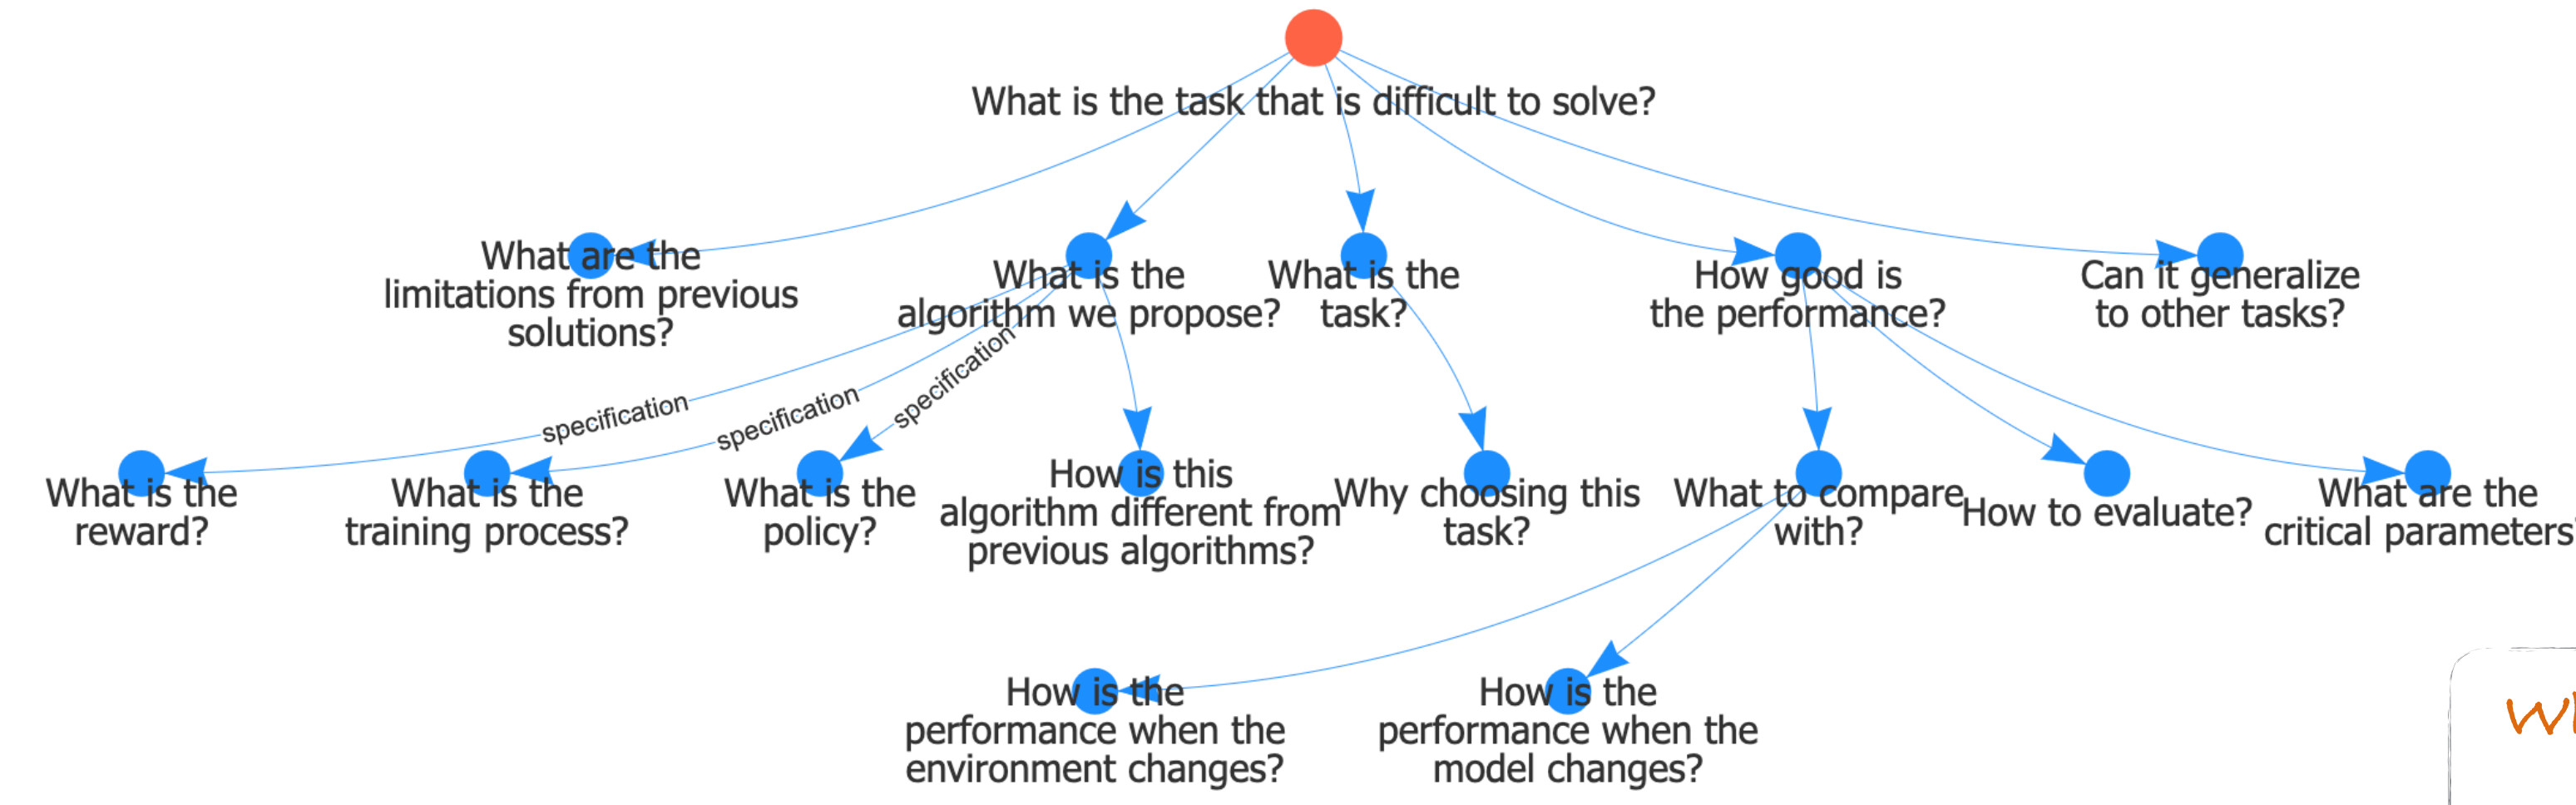 What is the task that is difficult to solve?
What are the
limitations from previous
solutions?
What is the
algorithm we propose?
What is the
task?
How good is
the performance?
Can it generalize
to other tasks?
specification
specification
specification
What is the
reward?
What is the
training process?
What is the
policy?
How is this
algorithm different from
previous algorithms?
Why choosing this
task?
What to compare
with?
How to evaluate?
What are the
critical parameters
How is the
performance when the
environment changes?
How is the
performance when the
model changes?